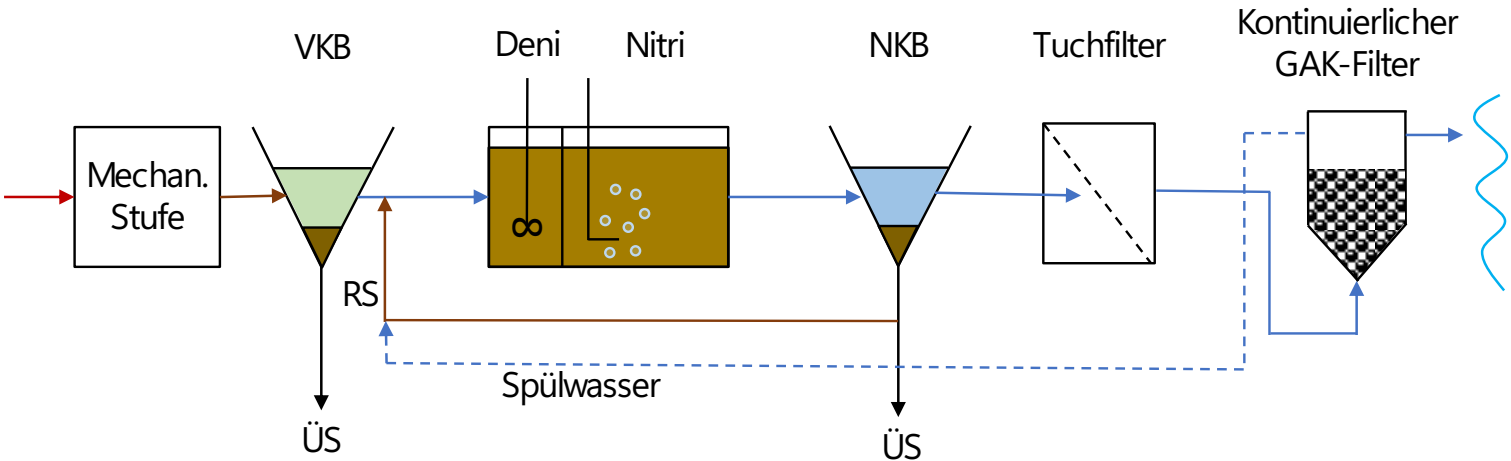 VKB
Deni
Nitri
NKB
Tuchfilter
Kontinuierlicher
GAK-Filter
Mechan.
Stufe
∞
RS
Spülwasser
ÜS
ÜS